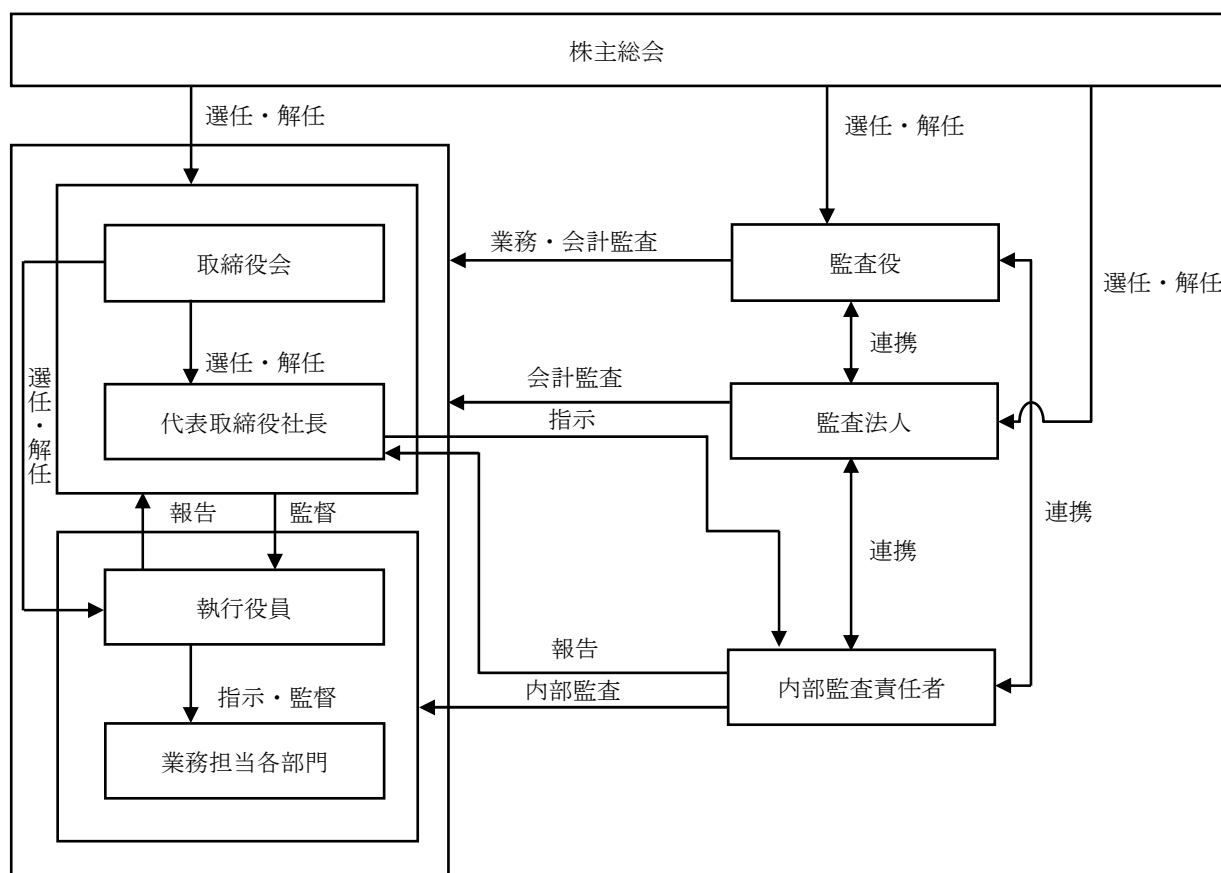 株主総会
選任・解任
選任・解任
選任・解任
取締役会
業務・会計監査
監査役
選任・解任
連携
選任・解任
会計監査
代表取締役社長
指示
監査法人
報告
監督
連携
連携
執行役員
報告
内部監査責任者
指示・監督
内部監査
業務担当各部門